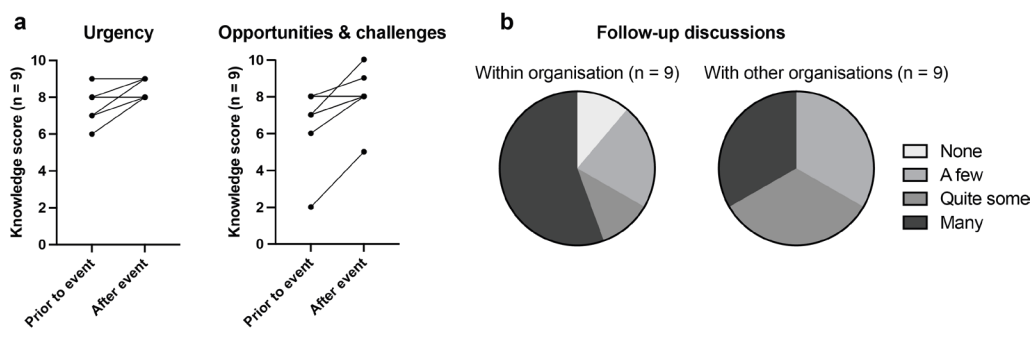 a
Urgency
Knowledge score (n = 9)
10
8
6
4
2
0
Prior to event
After event
Opportunities & challenges
Knowledge score (n = 9)
10
8
6
4
2
0
Prior to event
After event
b
Follow-up discussions
Within organisation (n = 9)
With other organisations (n = 9)
None
A few
Quite some
Many